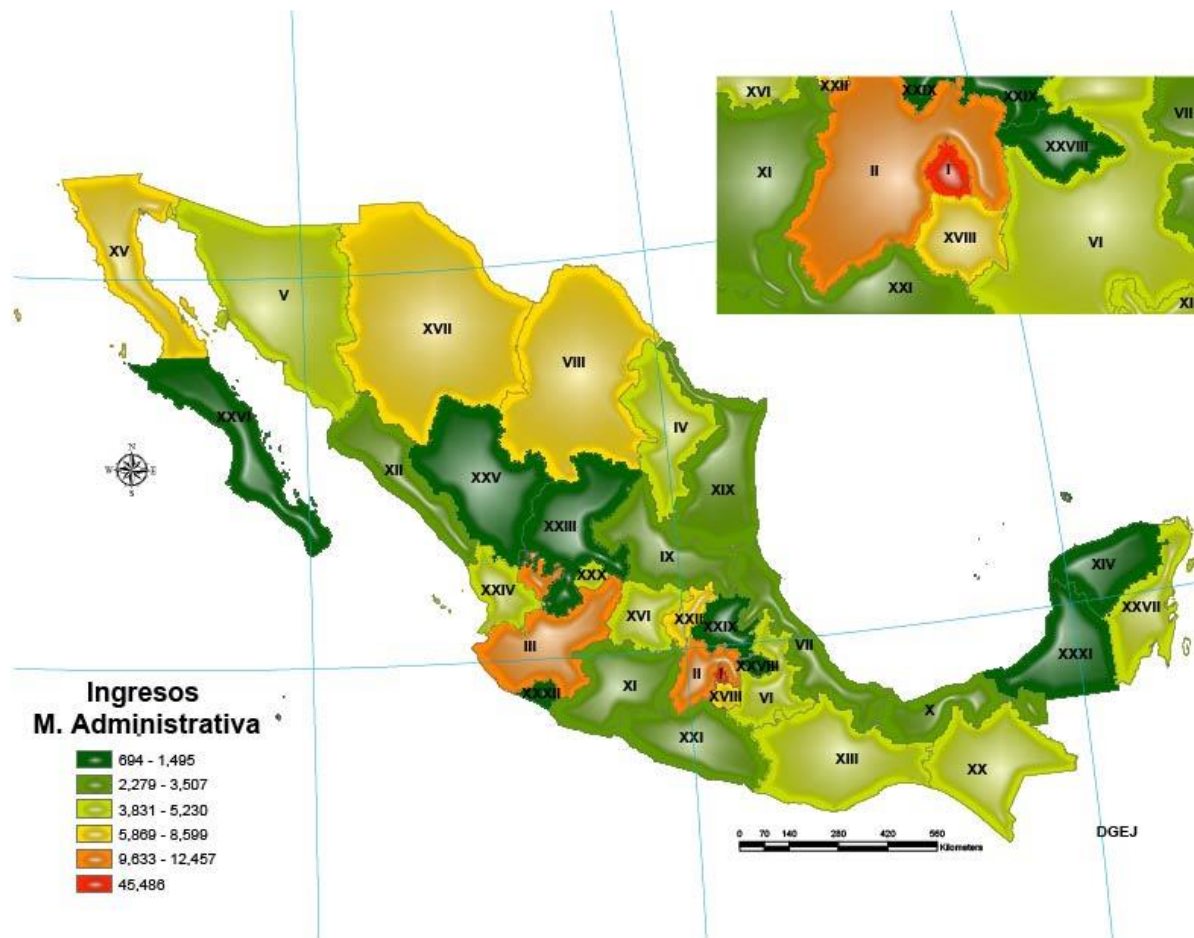 XVI
XXII
XXIX
XXIX
VII
XXVIII
XI
II
I
XVIII
VI
XXI
XI
XV
V
XVII
VIII
IV
XXVI
N
W
E
S
XII
XXV
XIX
XXIII
IX
XXX
XXIV
XIV
XVI
XXII
XXIX
XXVII
III
VII
XXVIII
XXXI
II
I
XI
XVIII
VI
XXXII
X
XXI
XIII
XX
Ingresos
M. Administrativa
694 - 1,495
2,279 - 3,507
3,831 - 5,230
5,869 - 8,599
9,633 - 12,457
45,486
0 70 140 280 420 560
Kilometers
DGEJ